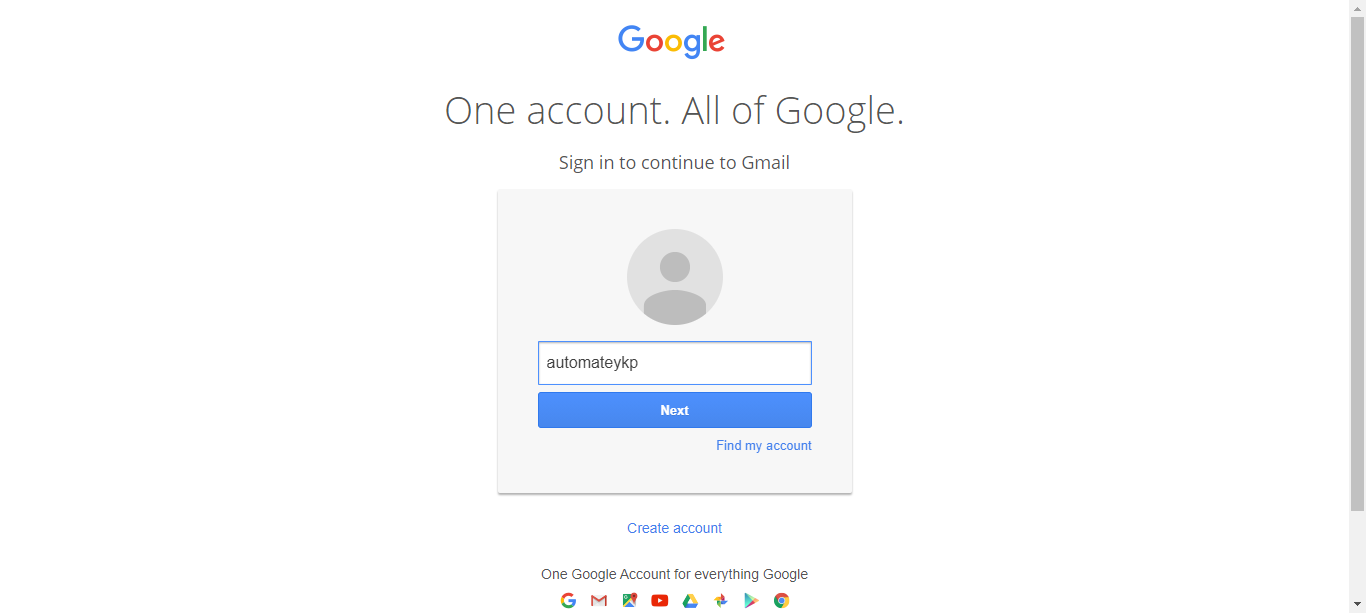 Google
One account. All of Google.
Sign in to continue to Gmail
automateykp
Next
Find my account
Create account
One Google Account for everything Google